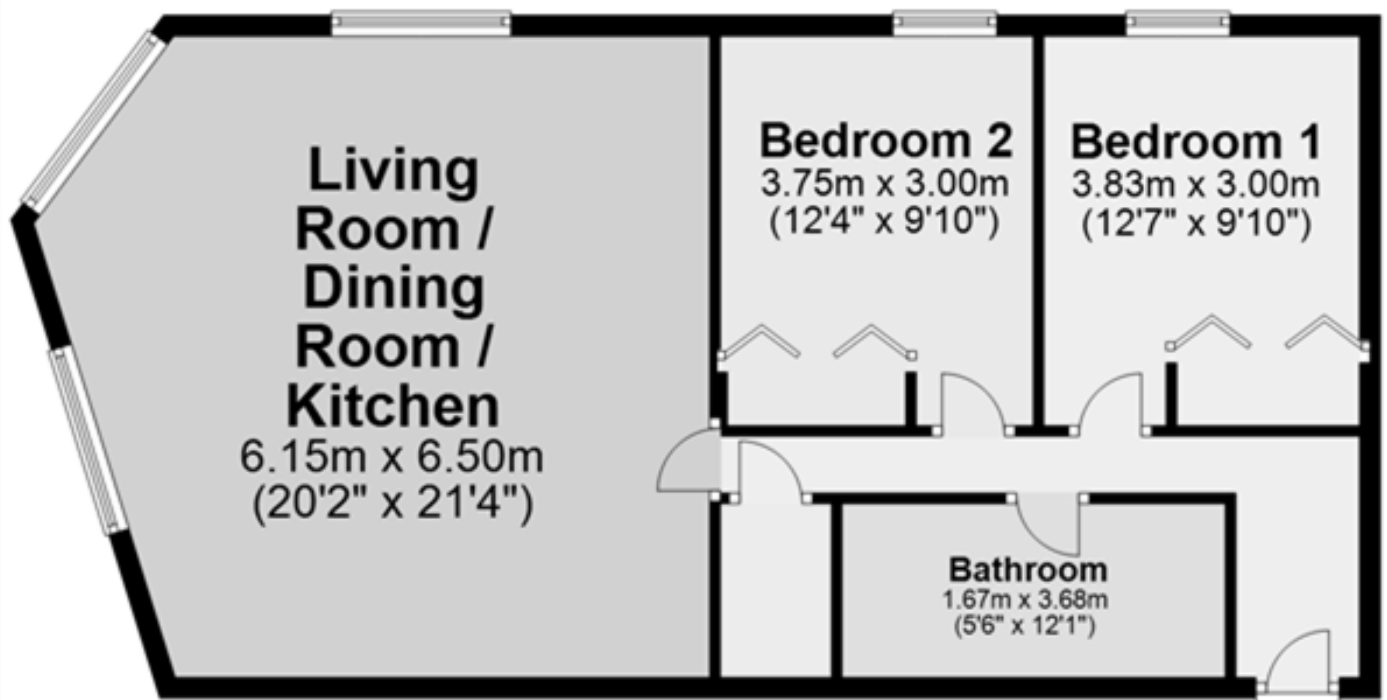 Living
Room /
Dining
Room /
Kitchen
6.15m x 6.50m
(20'2" x 21'4")
Bedroom 2
3.75m x 3.00m
(12'4" x 9'10")
Bedroom 1
3.83m x 3.00m
(12'7" x 9'10")
Bathroom
1.67m x 3.68m
(5'6" x 12'1")